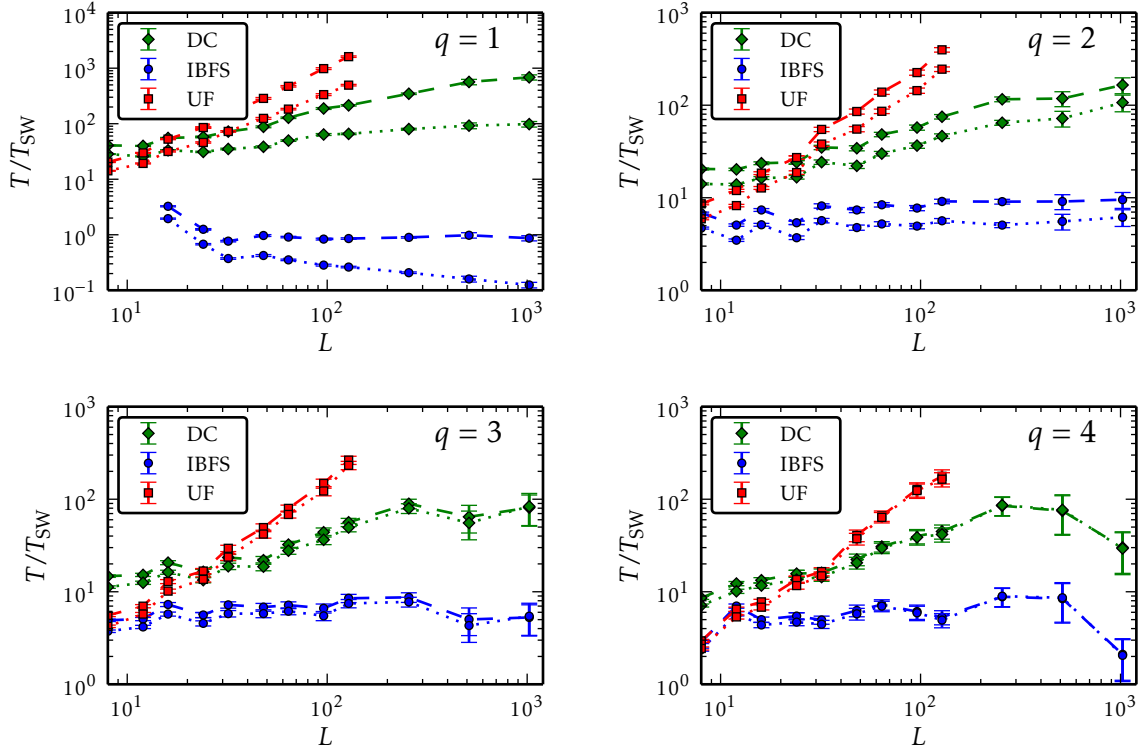 10^5
10^4
10^3
10^2
10^1
10^0
10^-1
T/T_SW
DC
IBFS
UF
q = 1
10^1
10^2
10^3
L
10^3
10^2
10^1
10^0
T/T_SW
DC
IBFS
UF
q = 2
10^1
10^2
10^3
L
10^3
10^2
10^1
10^0
T/T_SW
DC
IBFS
UF
q = 3
10^1
10^2
10^3
L
10^3
10^2
10^1
10^0
T/T_SW
DC
IBFS
UF
q = 4
10^1
10^2
10^3
L